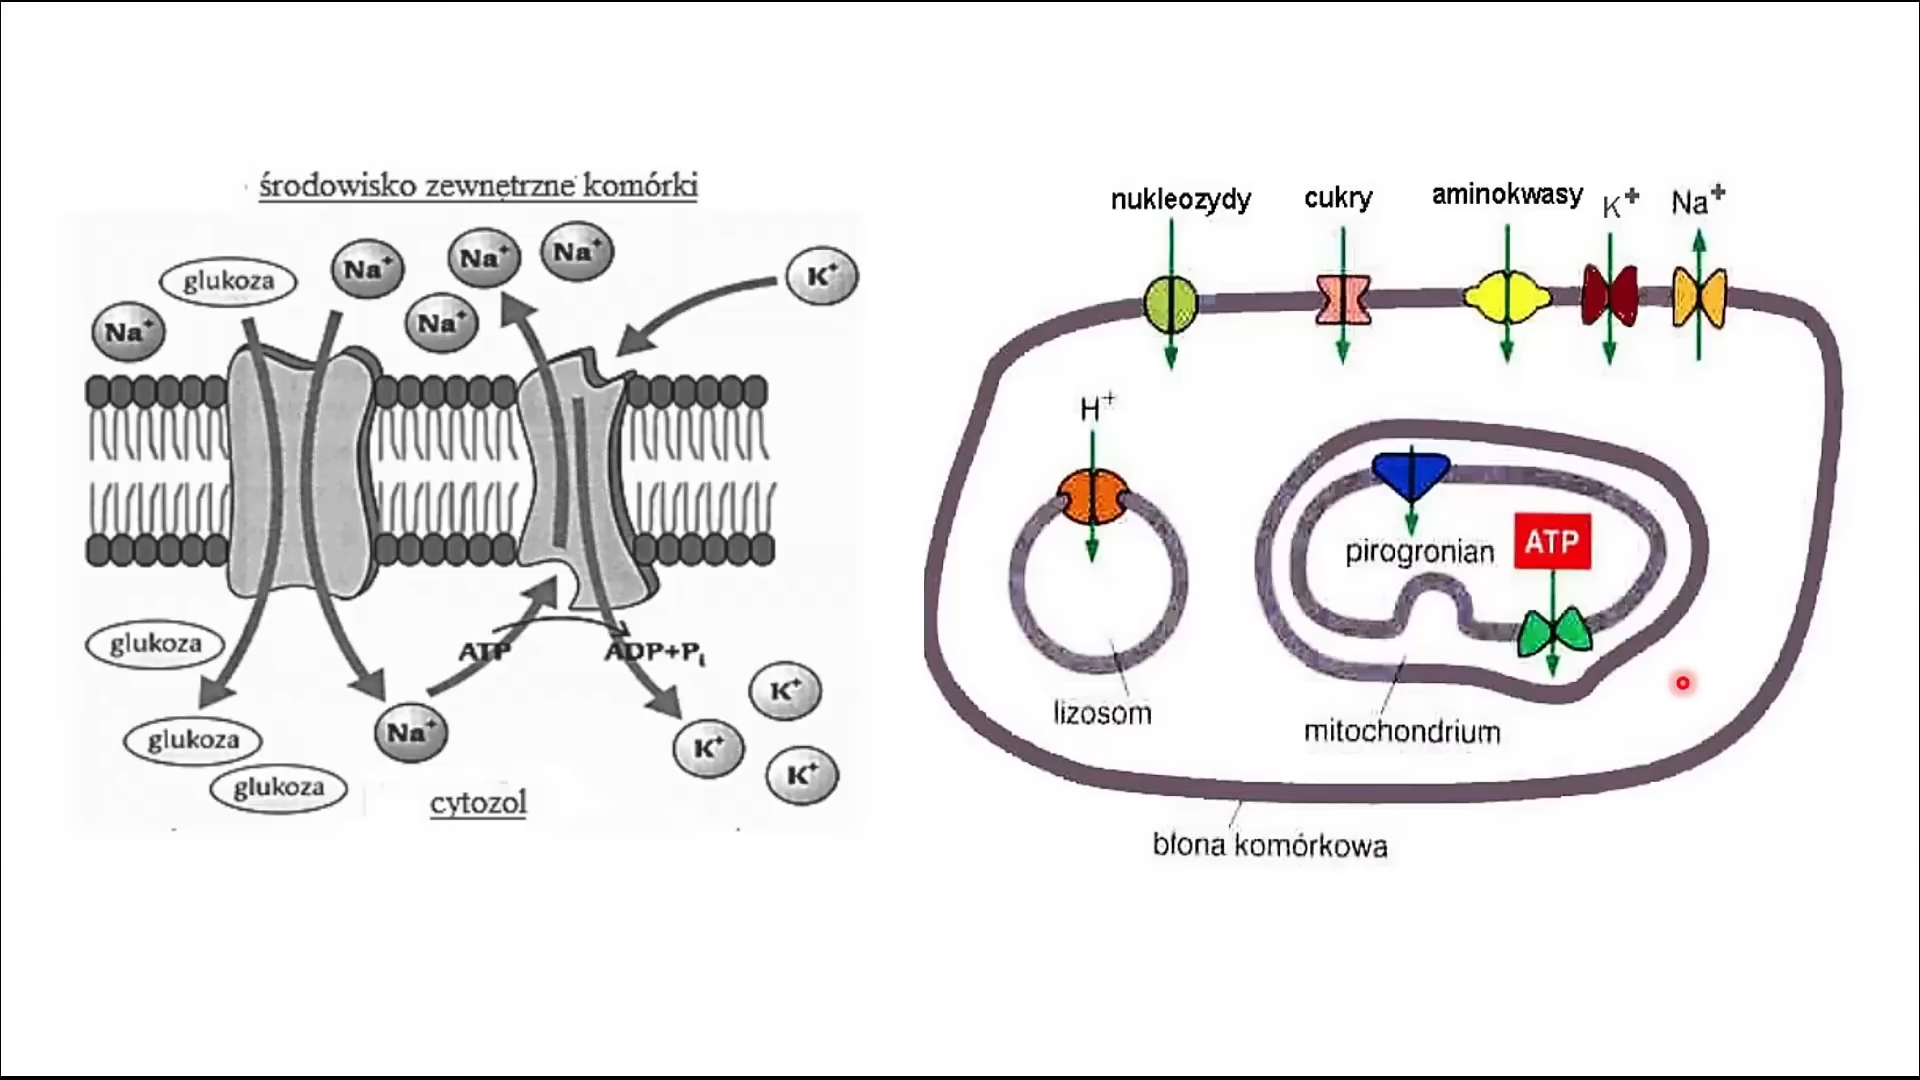 środowisko zewnętrzne komórki
glukoza
Na⁺
Na⁺
Na⁺
K⁺
Na⁺
Na⁺
glukoza
ATP
ADP+Pᵢ
K⁺
glukoza
Na⁺
K⁺
K⁺
glukoza
cytozol
nukleozydy
cukry
aminokwasy
K⁺
Na⁺
H⁺
pirogronian
ATP
lizosom
mitochondrium
błona komórkowa